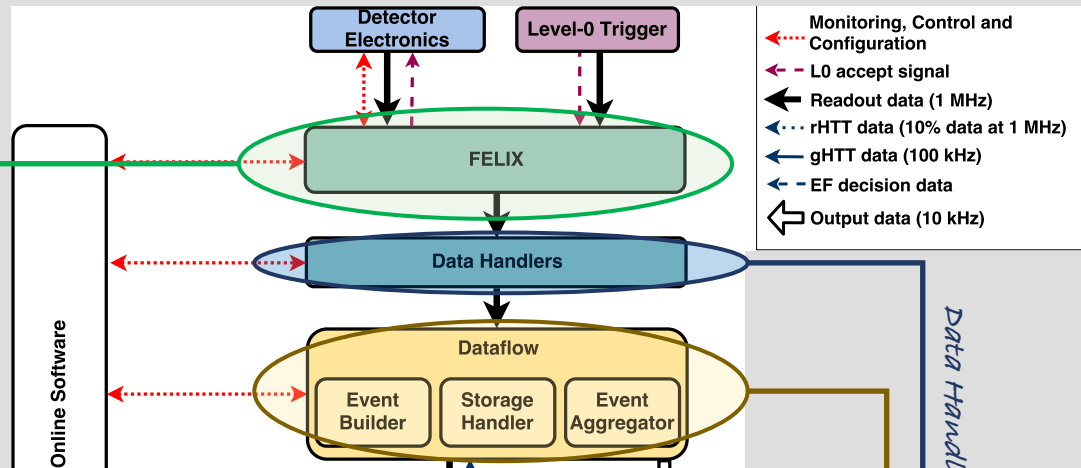 Detector
Electronics
Level-0 Trigger
Monitoring, Control and
Configuration
L0 accept signal
Readout data (1 MHz)
rHTT data (10% data at 1 MHz)
gHTT data (100 kHz)
EF decision data
Output data (10 kHz)
FELIX
Data Handlers
Dataflow
Event
Builder
Storage
Handler
Event
Aggregator
Online Software
Data Handl